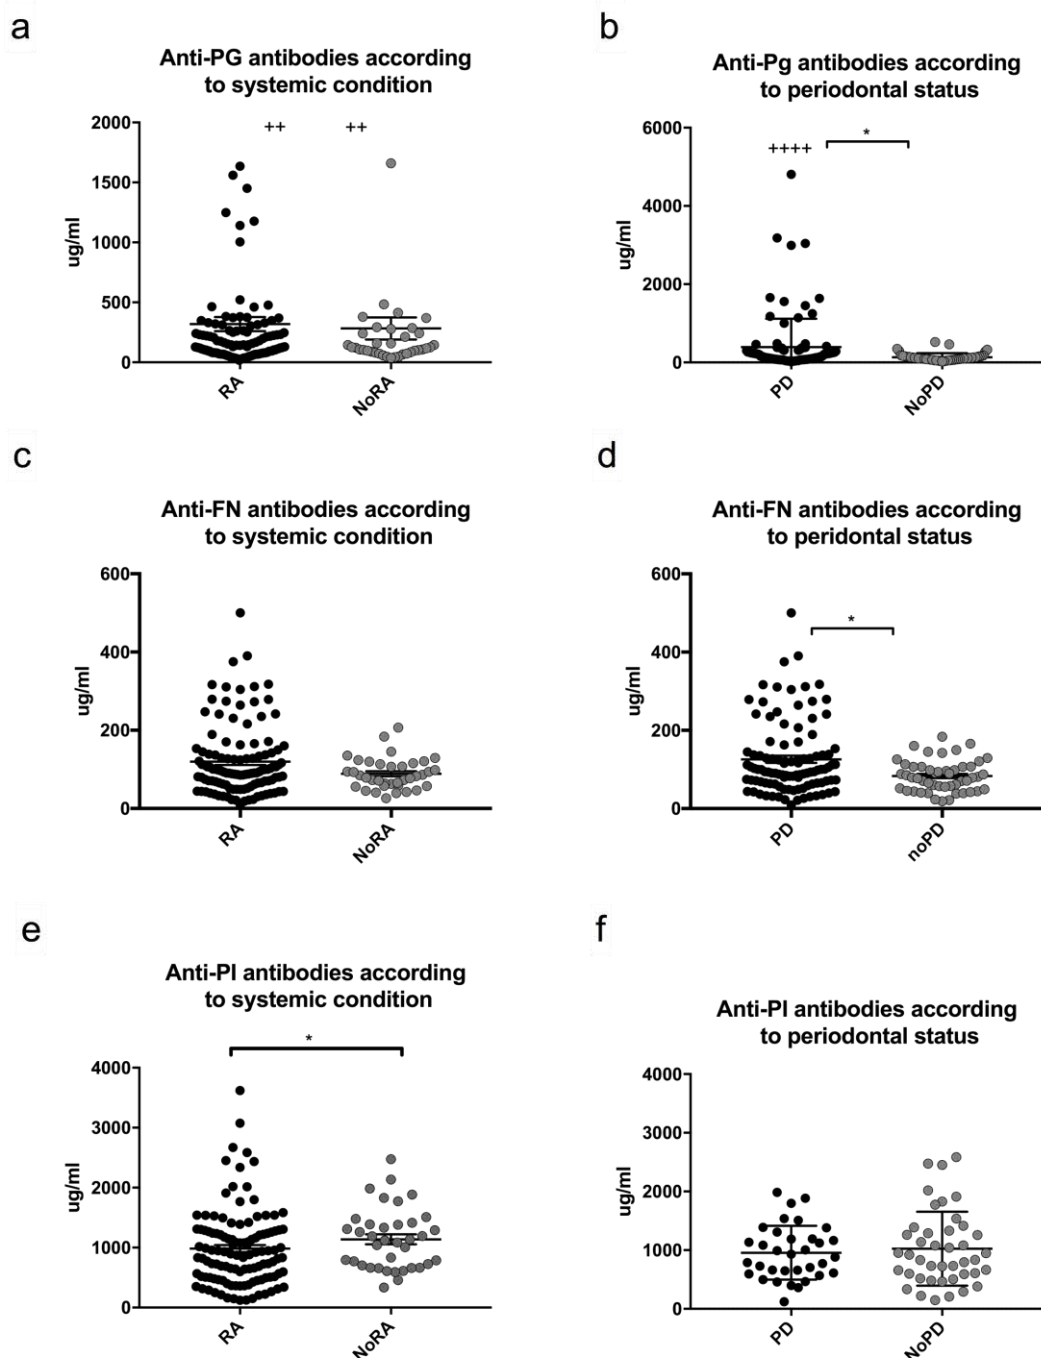 a
Anti-PG antibodies according
to systemic condition
2000
1500
1000
500
0
ug/ml
++
++
RA
NoRA
b
Anti-Pg antibodies according
to periodontal status
6000
4000
2000
0
ug/ml
++++
*
PD
NoPD
c
Anti-FN antibodies according
to systemic condition
600
400
200
0
ug/ml
RA
NoRA
d
Anti-FN antibodies according
to peridontal status
600
400
200
0
ug/ml
*
PD
noPD
e
Anti-PI antibodies according
to systemic condition
*
4000
3000
2000
1000
0
ug/ml
RA
NoRA
f
Anti-PI antibodies according
to periodontal status
4000
3000
2000
1000
0
ug/ml
PD
NoPD